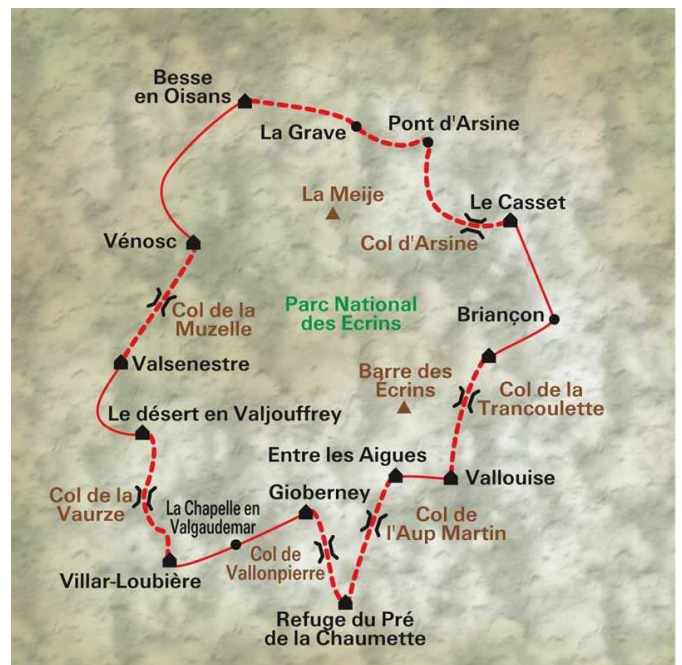 Besse
en Oisans
La Grave
Pont d'Arsine
La Meije
Le Casset
Col d'Arsine
Vénosc
Col de la
Muzelle
Parc National
des Ecrins
Briançon
Valsenestre
Barre des
Écrins
Col de la
Trancoulette
Le désert en Valjouffrey
Entre les Aigues
Vallouise
Col de la
Vaurze
La Chapelle en
Valgaudemar
Gioberney
Col de
l'Aup Martin
Col de
Vallonpierre
Villar-Loubière
Refuge du Pré
de la Chaumette